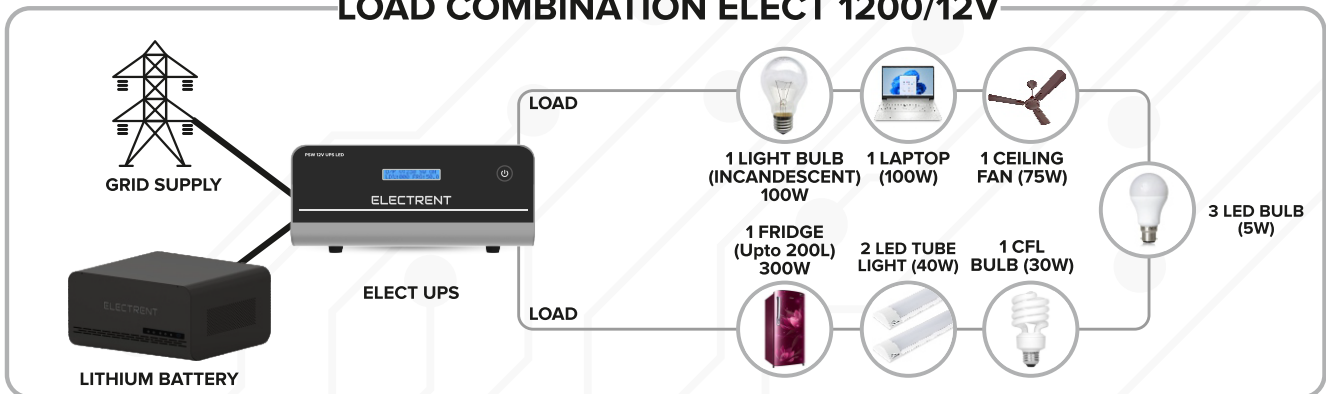 LOAD COMBINATION ELECT 1200/12V
GRID SUPPLY
PSW 12V UPS LED
ELECTRENT
ELECT UPS
ELECTRENT
LITHIUM BATTERY
LOAD
1 LIGHT BULB
(INCANDESCENT)
100W
1 LAPTOP
(100W)
1 CEILING
FAN (75W)
3 LED BULB
(5W)
1 FRIDGE
(Upto 200L)
300W
2 LED TUBE
LIGHT (40W)
1 CFL
BULB (30W)
LOAD